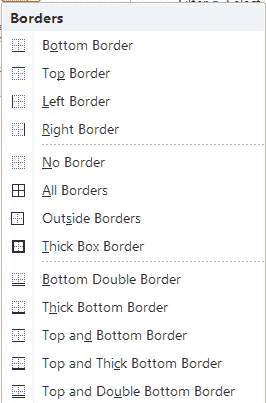 Borders
Bottom Border
Top Border
Left Border
Right Border
No Border
All Borders
Outside Borders
Thick Box Border
Bottom Double Border
Thick Bottom Border
Top and Bottom Border
Top and Thick Bottom Border
Top and Double Bottom Border